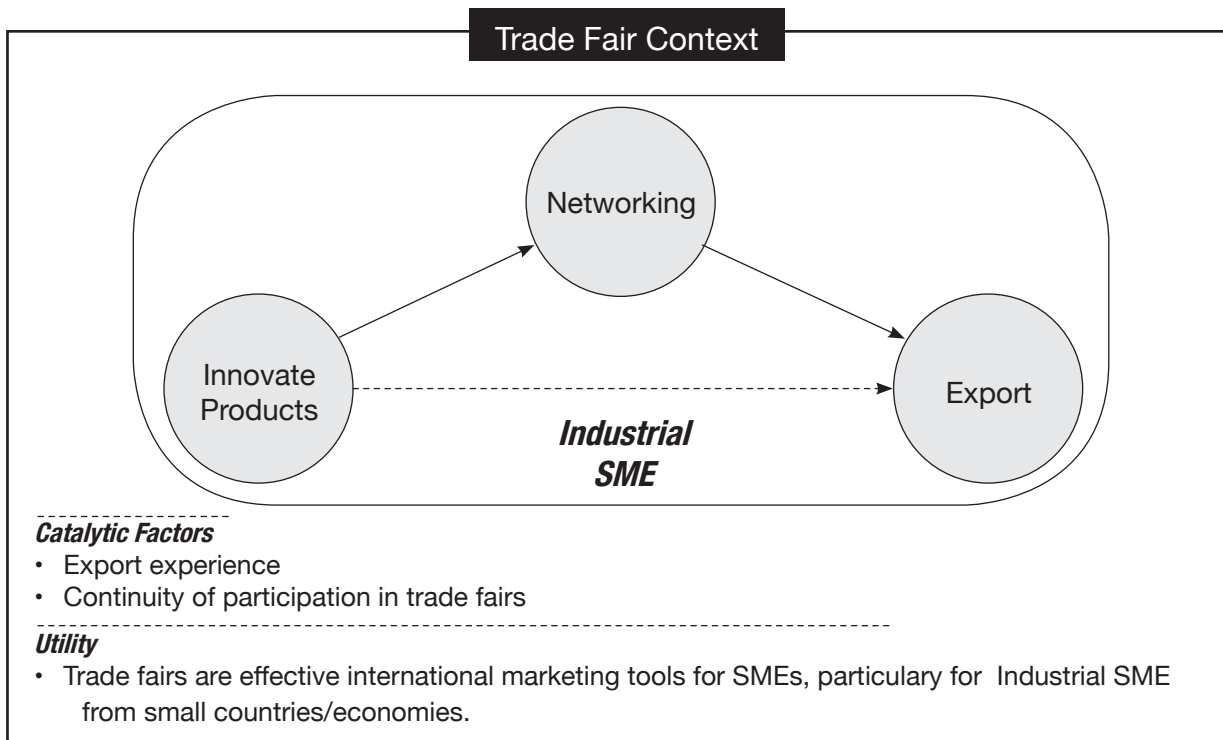 Trade Fair Context
Networking
Innovate
Products
Export
Industrial
SME
Catalytic Factors
• Export experience
• Continuity of participation in trade fairs
Utility
• Trade fairs are effective international marketing tools for SMEs, particulary for Industrial SME
from small countries/economies.